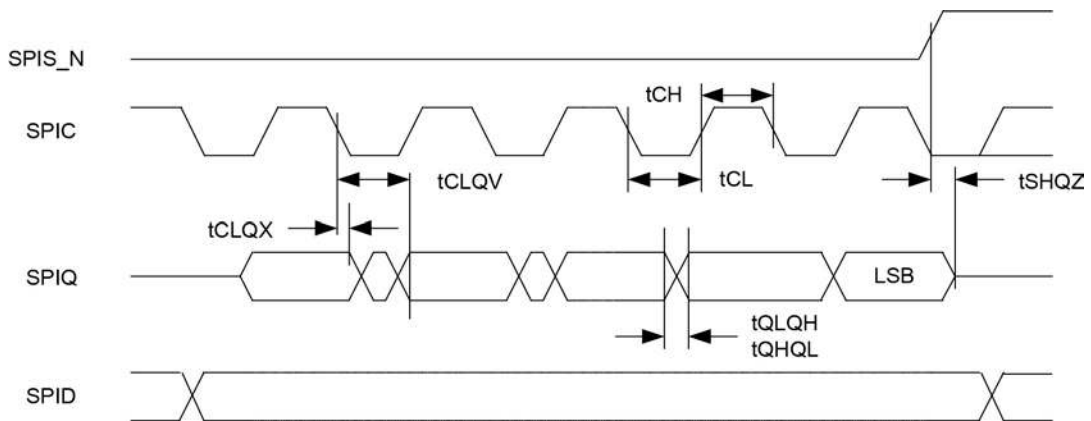 SPIS_N
tCH
SPIC
tCLQV
tCL
tSHQZ
tCLQX
SPIQ
LSB
tQLQH
tQHQL
SPID